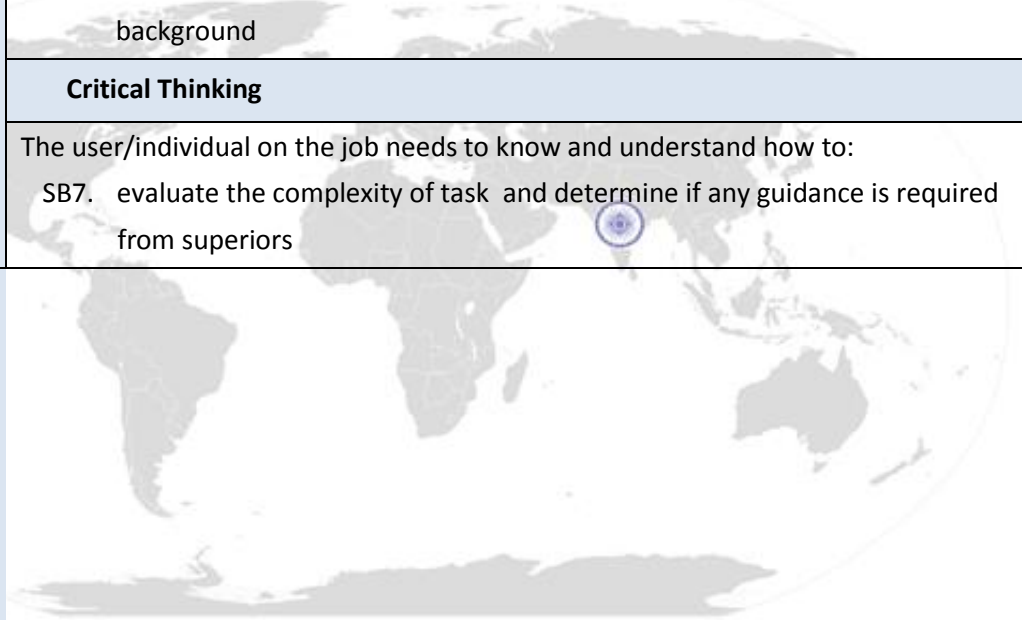 background
Critical Thinking
The user/individual on the job needs to know and understand how to:
SB7. evaluate the complexity of task and determine if any guidance is required
from superiors